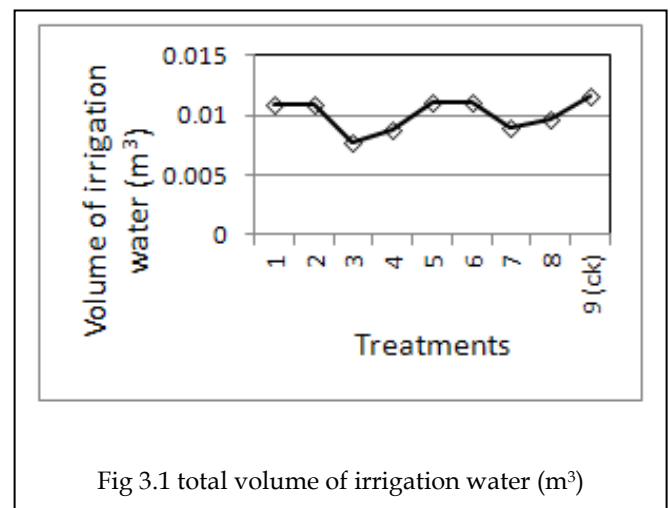 0.015
0.01
0.005
0
Volume of irrigation
water (m³)
1 2 3 4 5 6 7 8 9 (ck)
Treatments
Fig 3.1 total volume of irrigation water (m³)